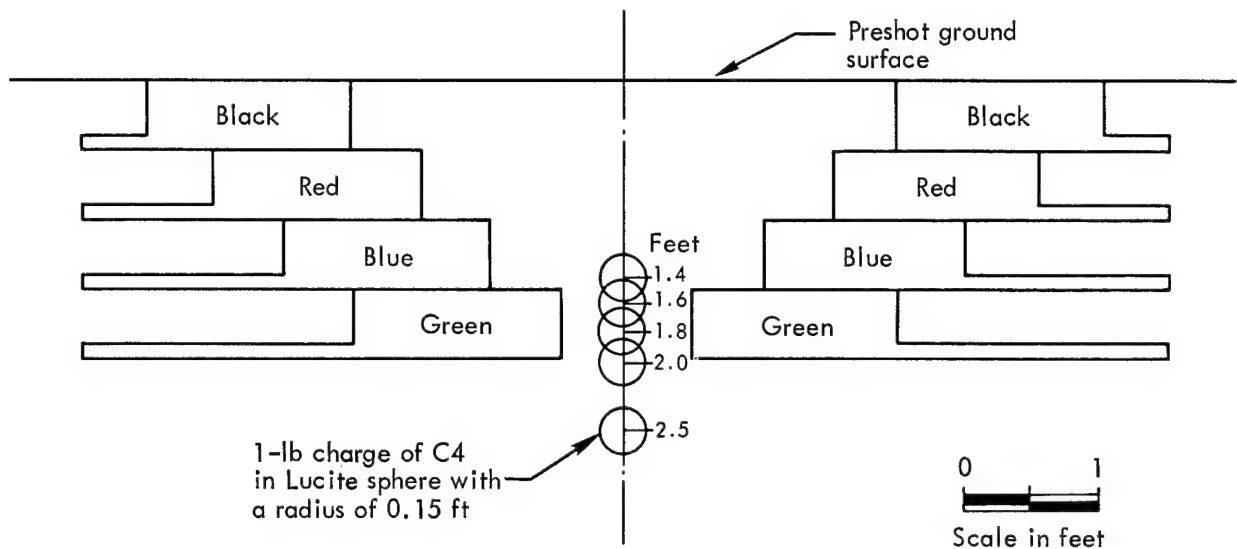 Preshot ground
surface
Black
Black
Red
Red
Feet
Blue
Blue
1.4
1.6
Green
Green
1.8
2.0
2.5
1-lb charge of C4
in Lucite sphere with
a radius of 0.15 ft
0 1
Scale in feet